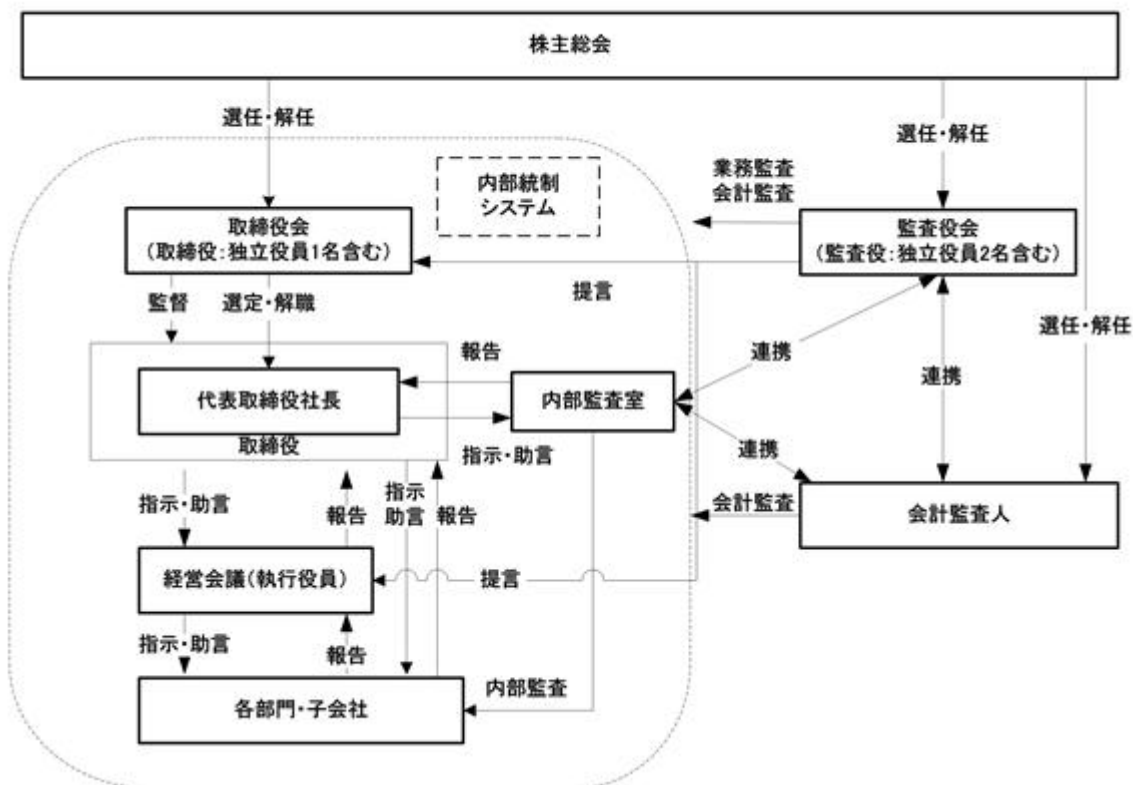 株主総会
選任・解任
選任・解任
業務監査
会計監査
内部統制
システム
取締役会
(取締役:独立役員1名含む)
監査役会
(監査役:独立役員2名含む)
提言
監督
選定・解職
選任・解任
報告
連携
代表取締役社長
内部監査室
連携
取締役
指示・助言
連携
指示・助言
報告
指示
助言
報告
会計監査
会計監査人
経営会議(執行役員)
提言
指示・助言
報告
内部監査
各部門・子会社